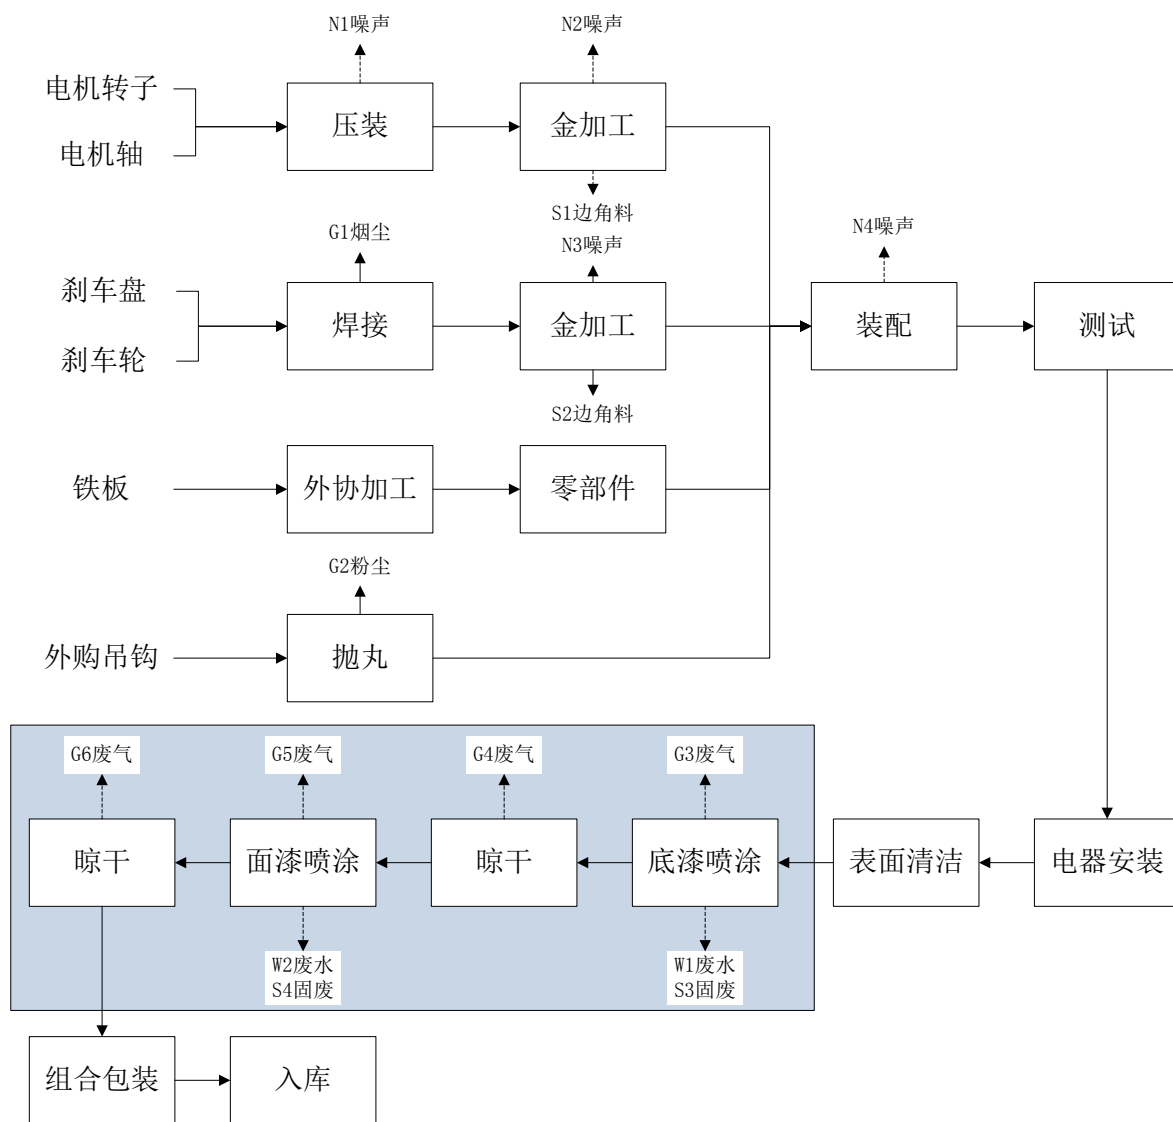 N1噪声
N2噪声
电机转子
压装
金加工
电机轴
S1边角料
G1烟尘
N3噪声
N4噪声
刹车盘
焊接
金加工
装配
测试
刹车轮
S2边角料
铁板
外协加工
零部件
G2粉尘
外购吊钩
抛丸
G6废气
G5废气
G4废气
G3废气
晾干
面漆喷涂
晾干
底漆喷涂
表面清洁
电器安装
W2废水
S4固废
W1废水
S3固废
组合包装
入库